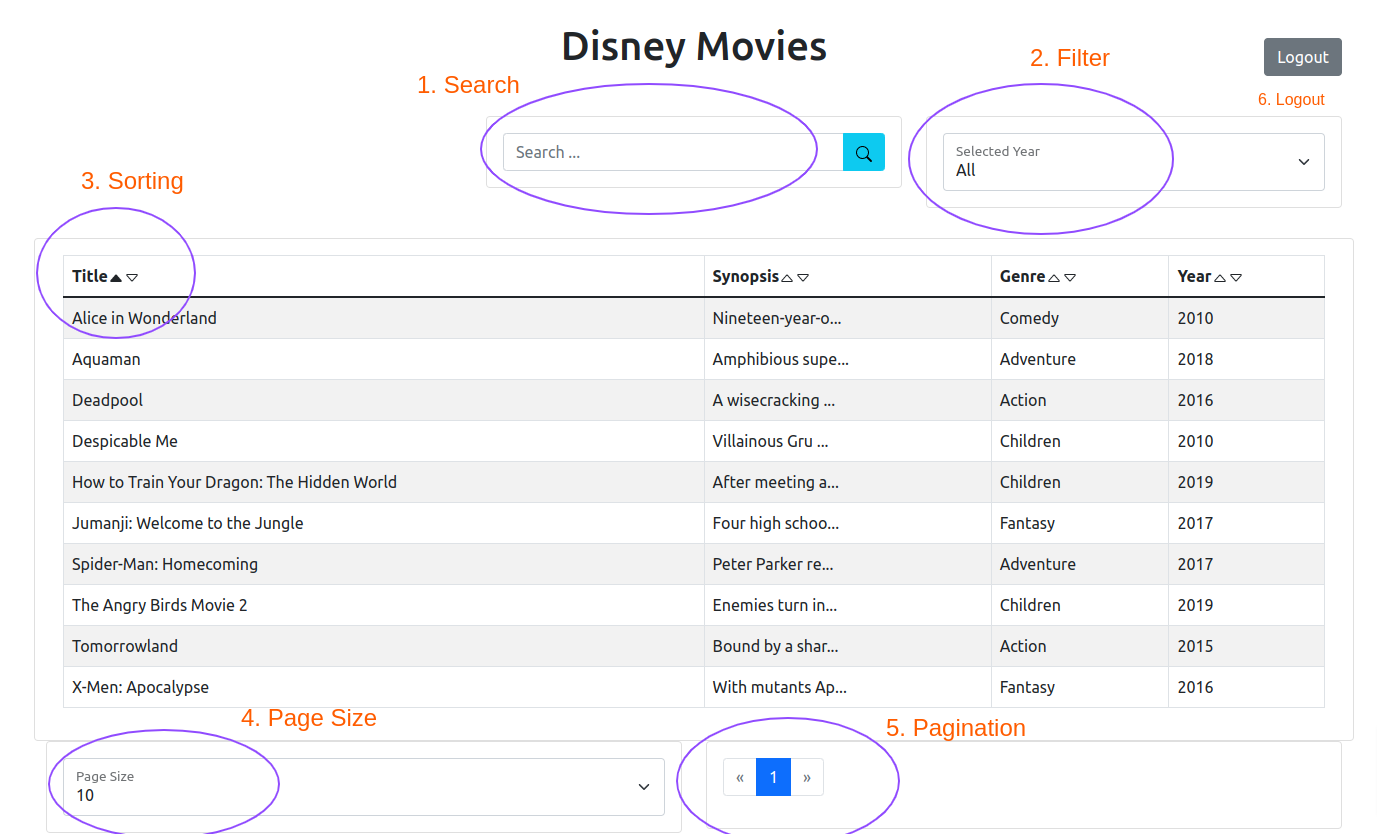 Disney Movies
2. Filter
Logout
1. Search
6. Logout
Search ...
Selected Year
All
3. Sorting
Title Synopsis Genre Year
Alice in Wonderland Nineteen-year-o... Comedy 2010
Aquaman Amphibious supe... Adventure 2018
Deadpool A wisecracking ... Action 2016
Despicable Me Villainous Gru ... Children 2010
How to Train Your Dragon: The Hidden World After meeting a... Children 2019
Jumanji: Welcome to the Jungle Four high schoo... Fantasy 2017
Spider-Man: Homecoming Peter Parker re... Adventure 2017
The Angry Birds Movie 2 Enemies turn in... Children 2019
Tomorrowland Bound by a shar... Action 2015
X-Men: Apocalypse With mutants Ap... Fantasy 2016
4. Page Size
5. Pagination
Page Size
10
« 1 »